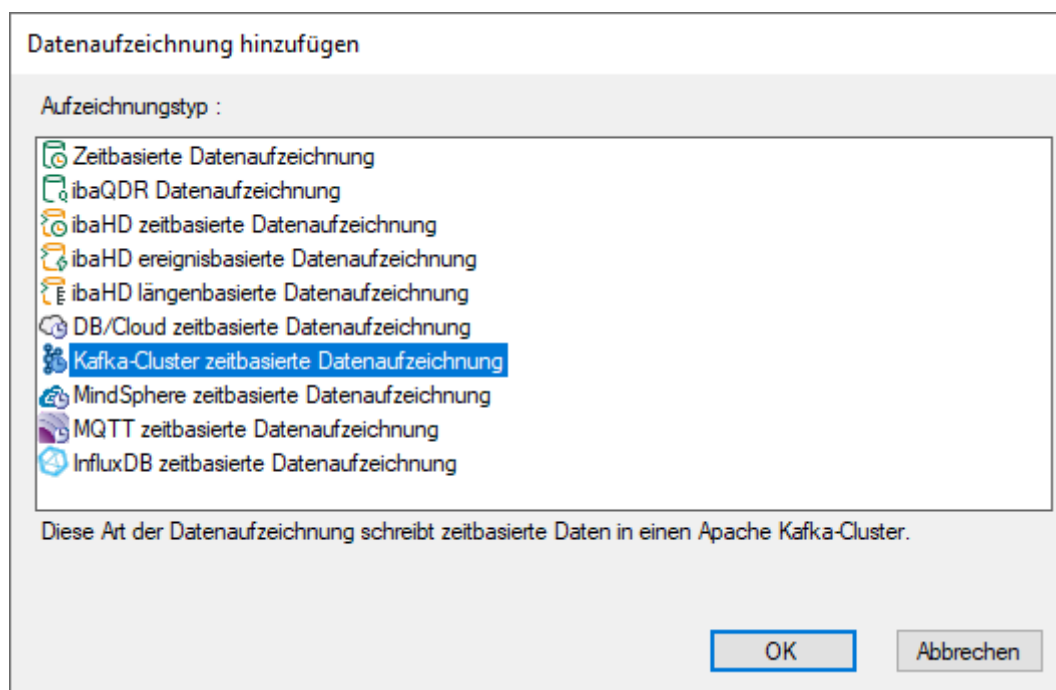 Datenaufzeichnung hinzufügen
Aufzeichnungstyp :
Zeitbasierte Datenaufzeichnung
ibaQDR Datenaufzeichnung
ibaHD zeitbasierte Datenaufzeichnung
ibaHD ereignisbasierte Datenaufzeichnung
ibaHD längenbasierte Datenaufzeichnung
DB/Cloud zeitbasierte Datenaufzeichnung
Kafka-Cluster zeitbasierte Datenaufzeichnung
MindSphere zeitbasierte Datenaufzeichnung
MQTT zeitbasierte Datenaufzeichnung
InfluxDB zeitbasierte Datenaufzeichnung
Diese Art der Datenaufzeichnung schreibt zeitbasierte Daten in einen Apache Kafka-Cluster.
OK Abbrechen